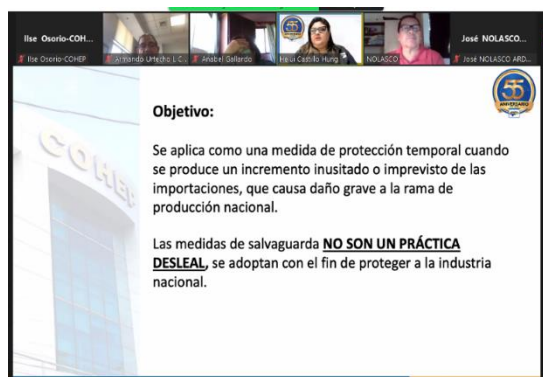 Ilse Osorio-COH...
José NOLASCO...
Ilse Osorio-COHEP
Armando Urtecho L.C...
Anabel Gallardo
Heidi Castillo Hung
NOLASCO
José NOLASCO ARD...
55
ANIVERSARIO
COHEP
Objetivo:
Se aplica como una medida de protección temporal cuando
se produce un incremento inusitado o imprevisto de las
importaciones, que causa daño grave a la rama de
producción nacional.
Las medidas de salvaguarda NO SON UN PRÁCTICA
DESLEAL, se adoptan con el fin de proteger a la industria
nacional.